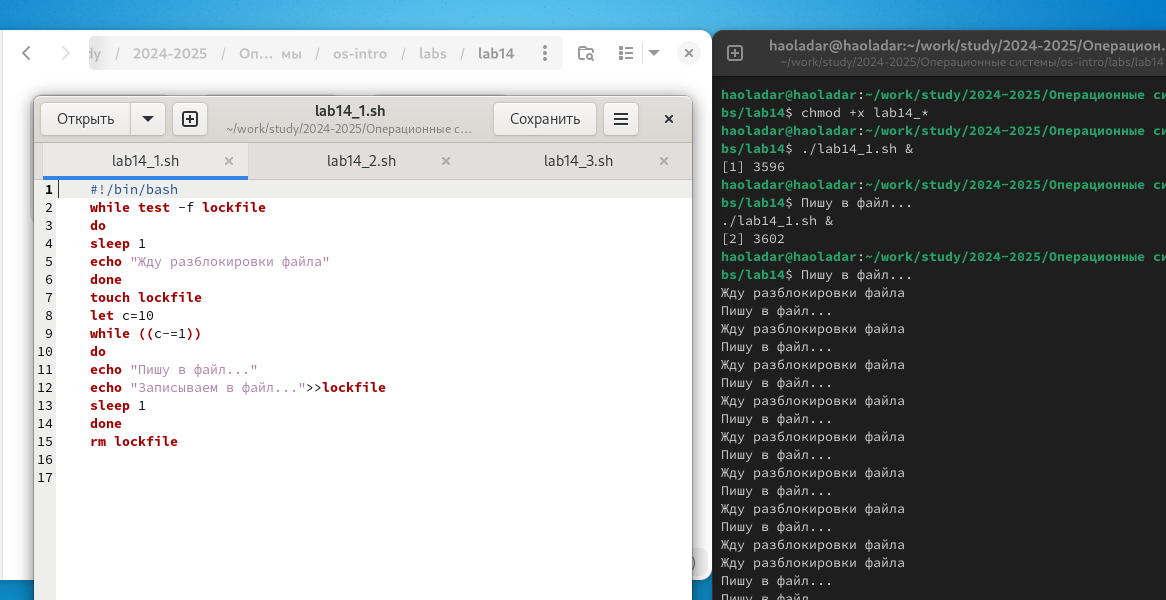 dy / 2024-2025 / Оп... мы / os-intro / labs / lab14
Открыть
lab14_1.sh
~/work/study/2024-2025/Операционные с...
Сохранить
lab14_1.sh
lab14_2.sh
lab14_3.sh
1 #!/bin/bash
2 while test -f lockfile
3 do
4 sleep 1
5 echo "Жду разблокировки файла"
6 done
7 touch lockfile
8 let c=10
9 while ((c-=1))
10 do
11 echo "Пишу в файл..."
12 echo "Записываем в файл...">>lockfile
13 sleep 1
14 done
15 rm lockfile
16
17
haoladar@haoladar:~/work/study/2024-2025/Операцион...
~/work/study/2024-2025/Операционные системы/os-intro/labs/lab14
haoladar@haoladar:~/work/study/2024-2025/Операционные си
bs/lab14$ chmod +x lab14_*
haoladar@haoladar:~/work/study/2024-2025/Операционные си
bs/lab14$ ./lab14_1.sh &
[1] 3596
haoladar@haoladar:~/work/study/2024-2025/Операционные си
bs/lab14$ Пишу в файл...
./lab14_1.sh &
[2] 3602
haoladar@haoladar:~/work/study/2024-2025/Операционные си
bs/lab14$ Пишу в файл...
Жду разблокировки файла
Пишу в файл...
Жду разблокировки файла
Пишу в файл...
Жду разблокировки файла
Пишу в файл...
Жду разблокировки файла
Пишу в файл...
Жду разблокировки файла
Пишу в файл...
Жду разблокировки файла
Пишу в файл...
Жду разблокировки файла
Пишу в файл...
Жду разблокировки файла
Жду разблокировки файла
Пишу в файл...
Пишу в файл